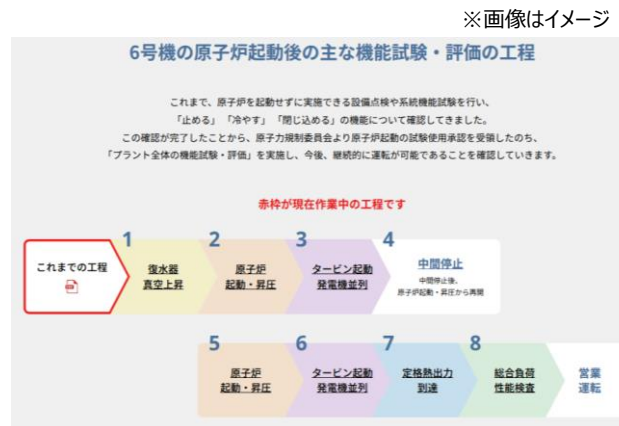 ※画像はイメージ
6号機の原子炉起動後の主な機能試験・評価の工程
これまで、原子炉を起動せずに実施できる設備点検や系統機能試験を行い、
「止める」「冷やす」「閉じ込める」の機能について確認してきました。
この確認が完了したことから、原子力規制委員会より原子炉起動の試験使用承認を受領したのち、
「プラント全体の機能試験・評価」を実施し、今後、継続的に運転が可能であることを確認していきます。
赤枠が現在作業中の工程です
これまでの工程
1
復水器
真空上昇
2
原子炉
起動・昇圧
3
タービン起動
発電機並列
4
中間停止
中間停止後、
原子炉起動・昇圧から再開
5
原子炉
起動・昇圧
6
タービン起動
発電機並列
7
定格熱出力
到達
8
総合負荷
性能検査
営業
運転